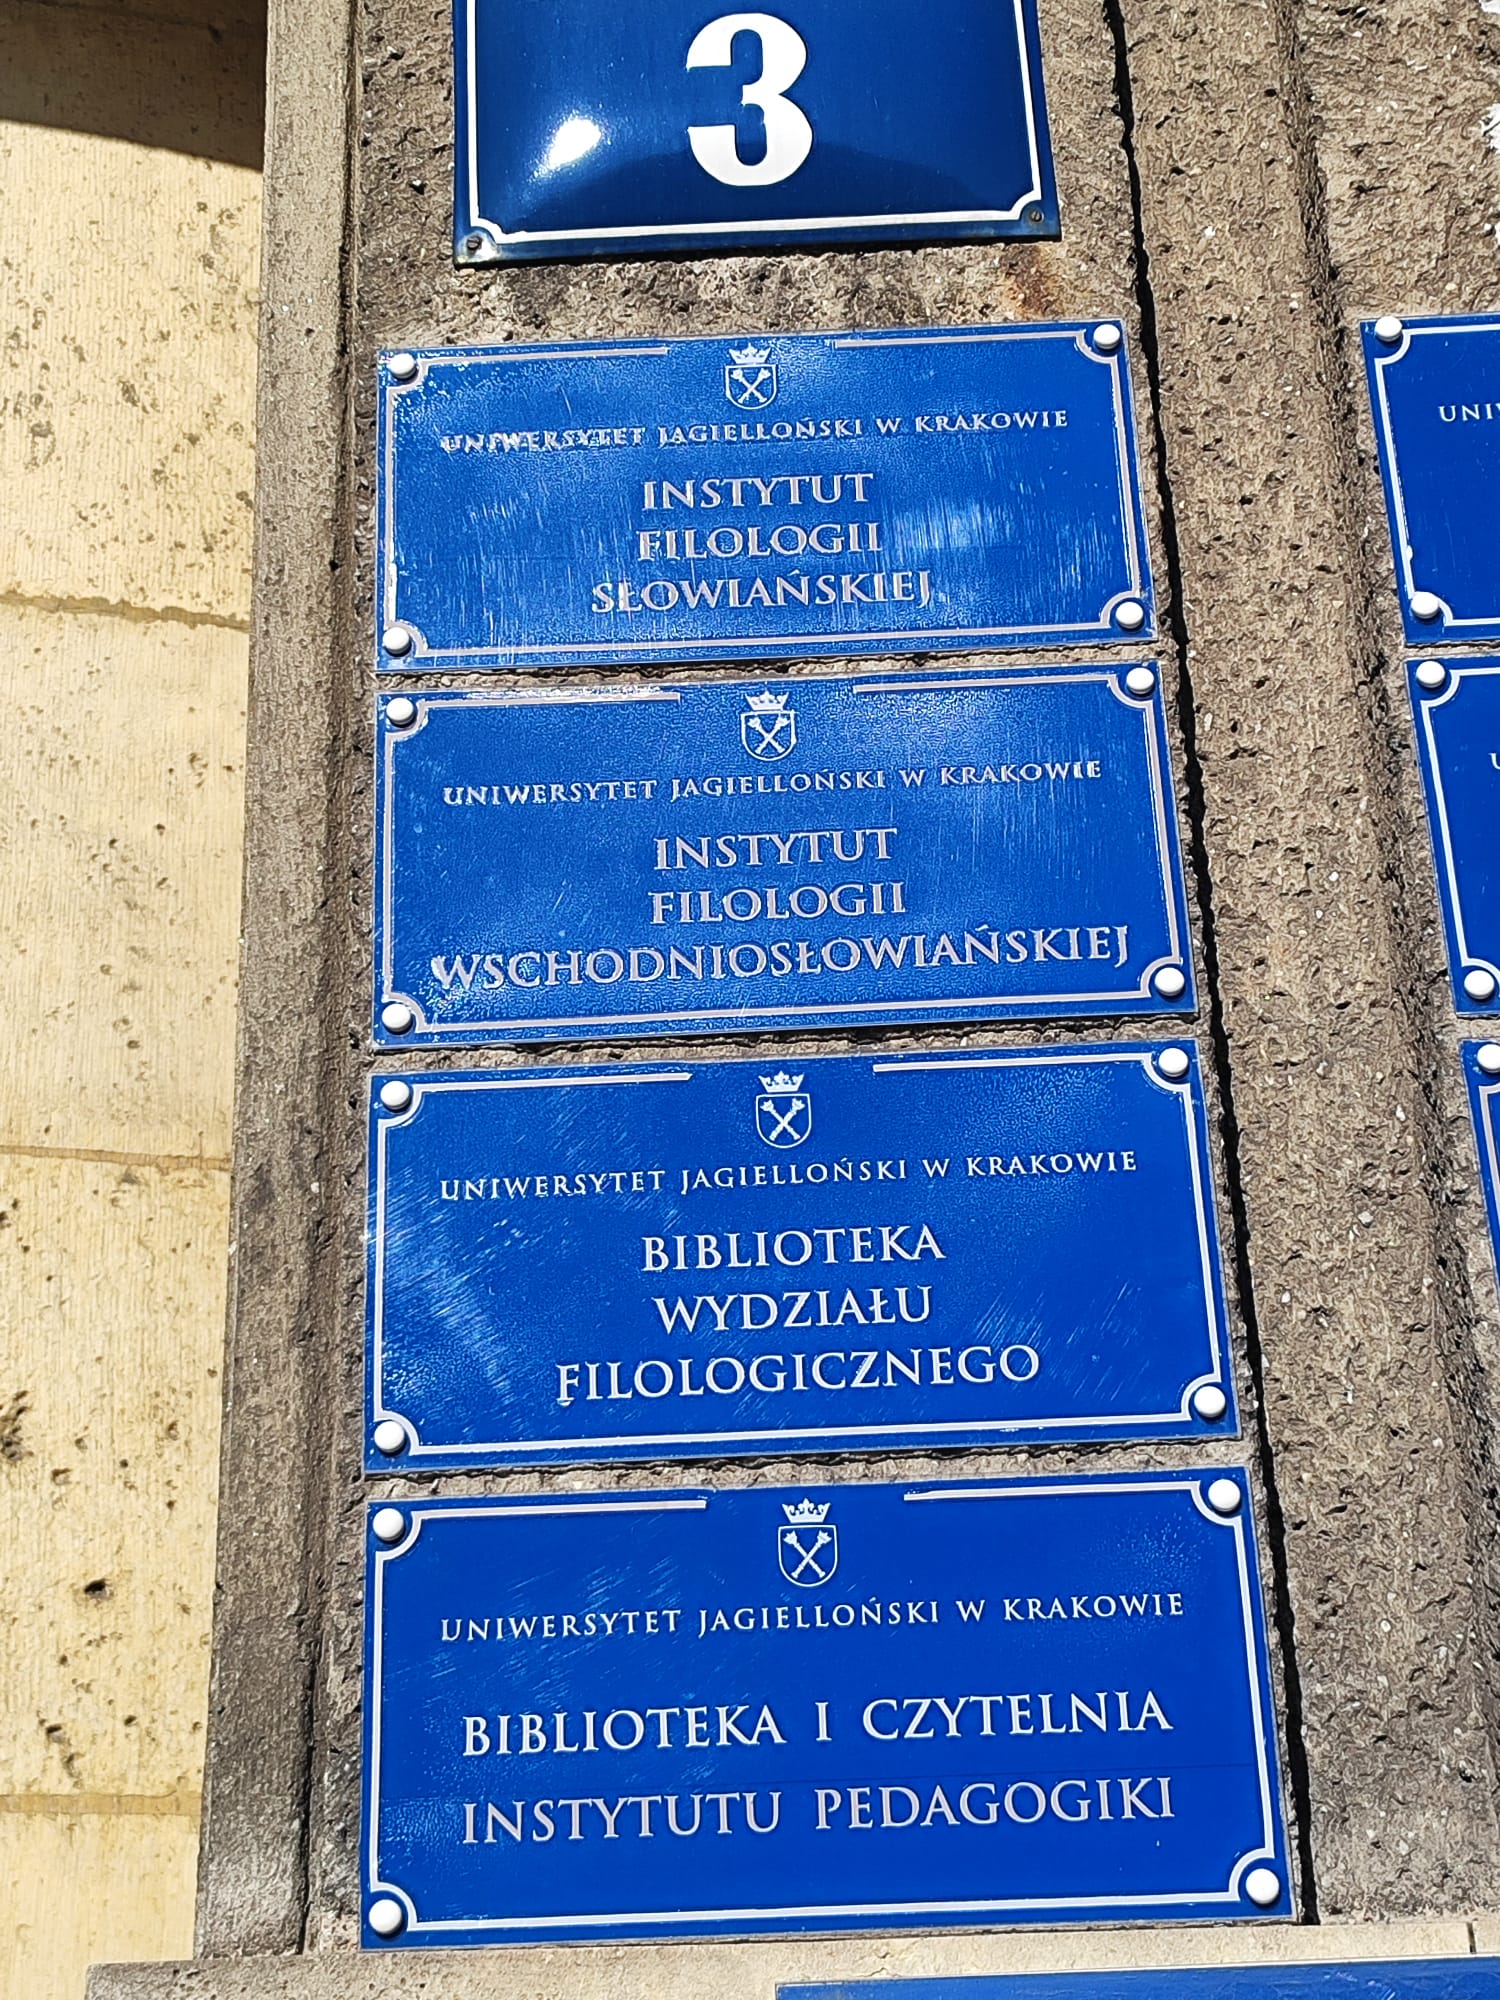 3
UNIWERSYTET JAGIELLOŃSKI W KRAKOWIE
INSTYTUT
FILOLOGII
SŁOWIAŃSKIEJ
UNIWERSYTET JAGIELLOŃSKI W KRAKOWIE
INSTYTUT
FILOLOGII
WSCHODNIOSŁOWIAŃSKIEJ
UNIWERSYTET JAGIELLOŃSKI W KRAKOWIE
BIBLIOTEKA
WYDZIAŁU
FILOLOGICZNEGO
UNIWERSYTET JAGIELLOŃSKI W KRAKOWIE
BIBLIOTEKA I CZYTELNIA
INSTYTUTU PEDAGOGIKI